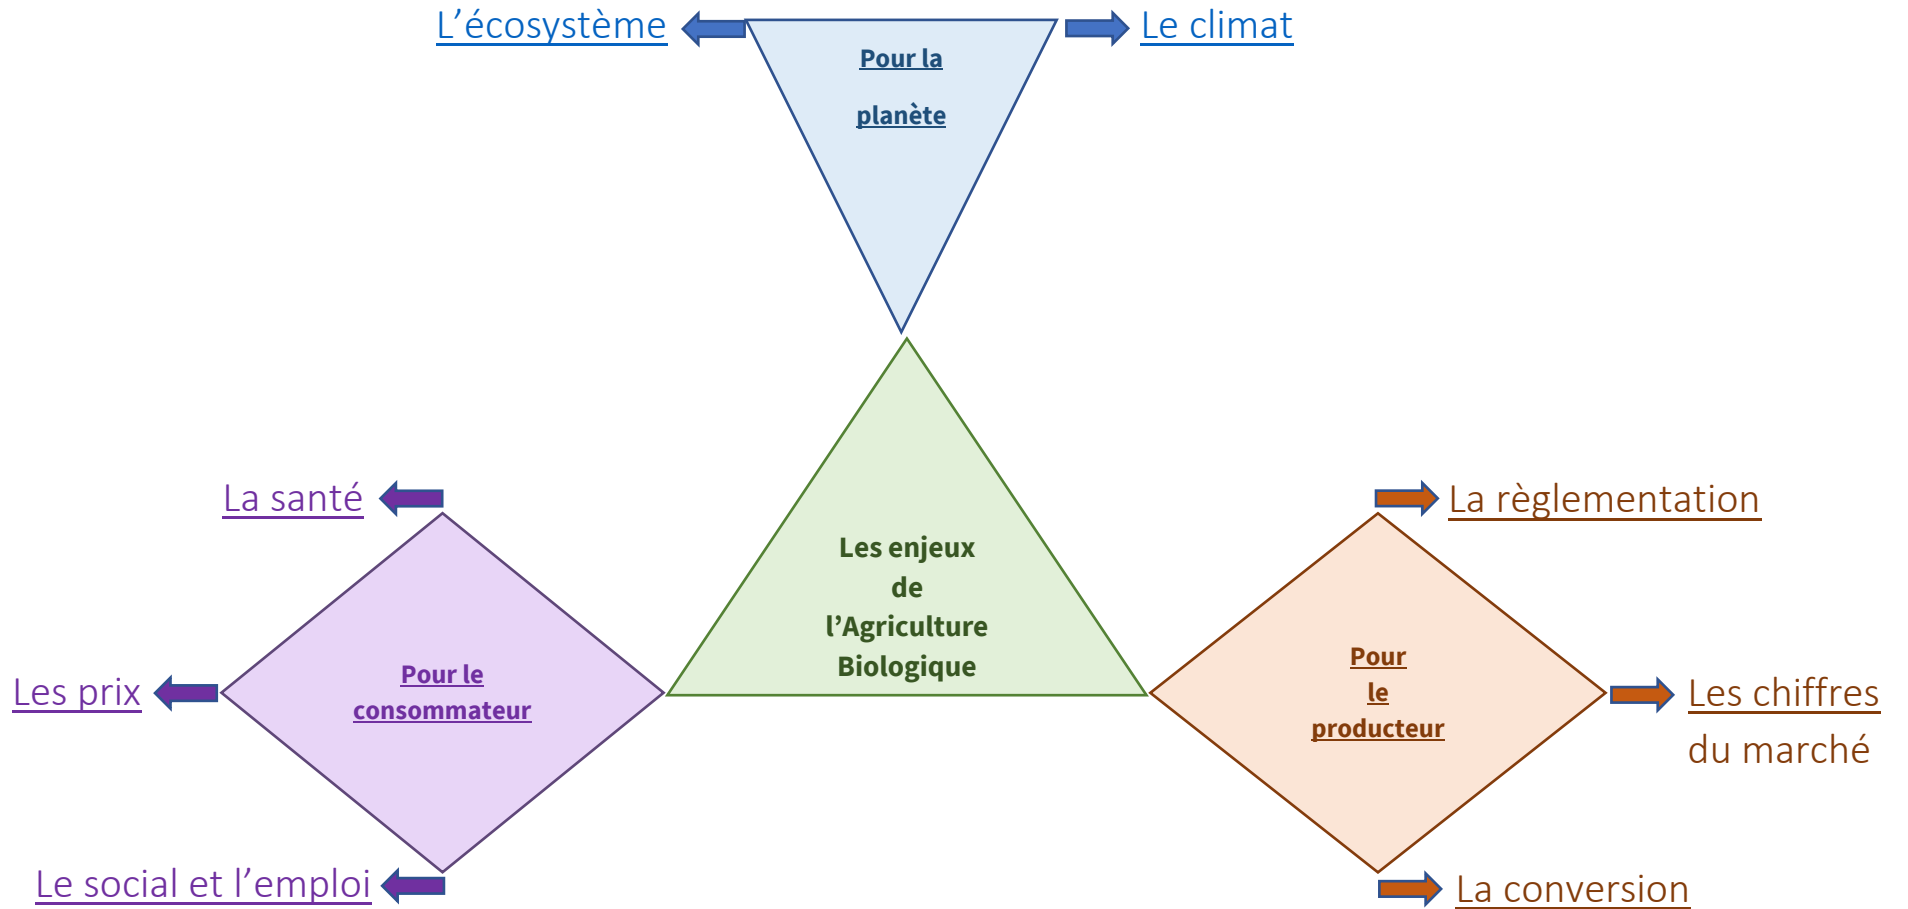 L’écosystème
Le climat
Pour la
planète
La santé
La règlementation
Les enjeux
de
l’Agriculture
Biologique
Pour le
consommateur
Pour
le
producteur
Les prix
Les chiffres
du marché
Le social et l’emploi
La conversion